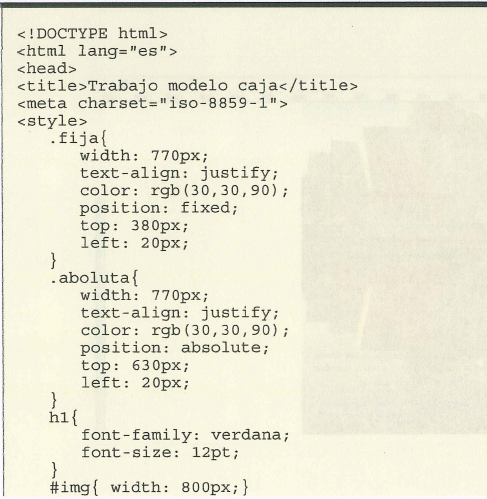 <!DOCTYPE html>
<html lang="es">
<head>
<title>Trabajo modelo caja</title>
<meta charset="iso-8859-1">
<style>
    .fija{
        width: 770px;
        text-align: justify;
        color: rgb(30,30,90);
        position: fixed;
        top: 380px;
        left: 20px;
    }
    .aboluta{
        width: 770px;
        text-align: justify;
        color: rgb(30,30,90);
        position: absolute;
        top: 630px;
        left: 20px;
    }
    h1{
        font-family: verdana;
        font-size: 12pt;
    }
    #img{ width: 800px;}